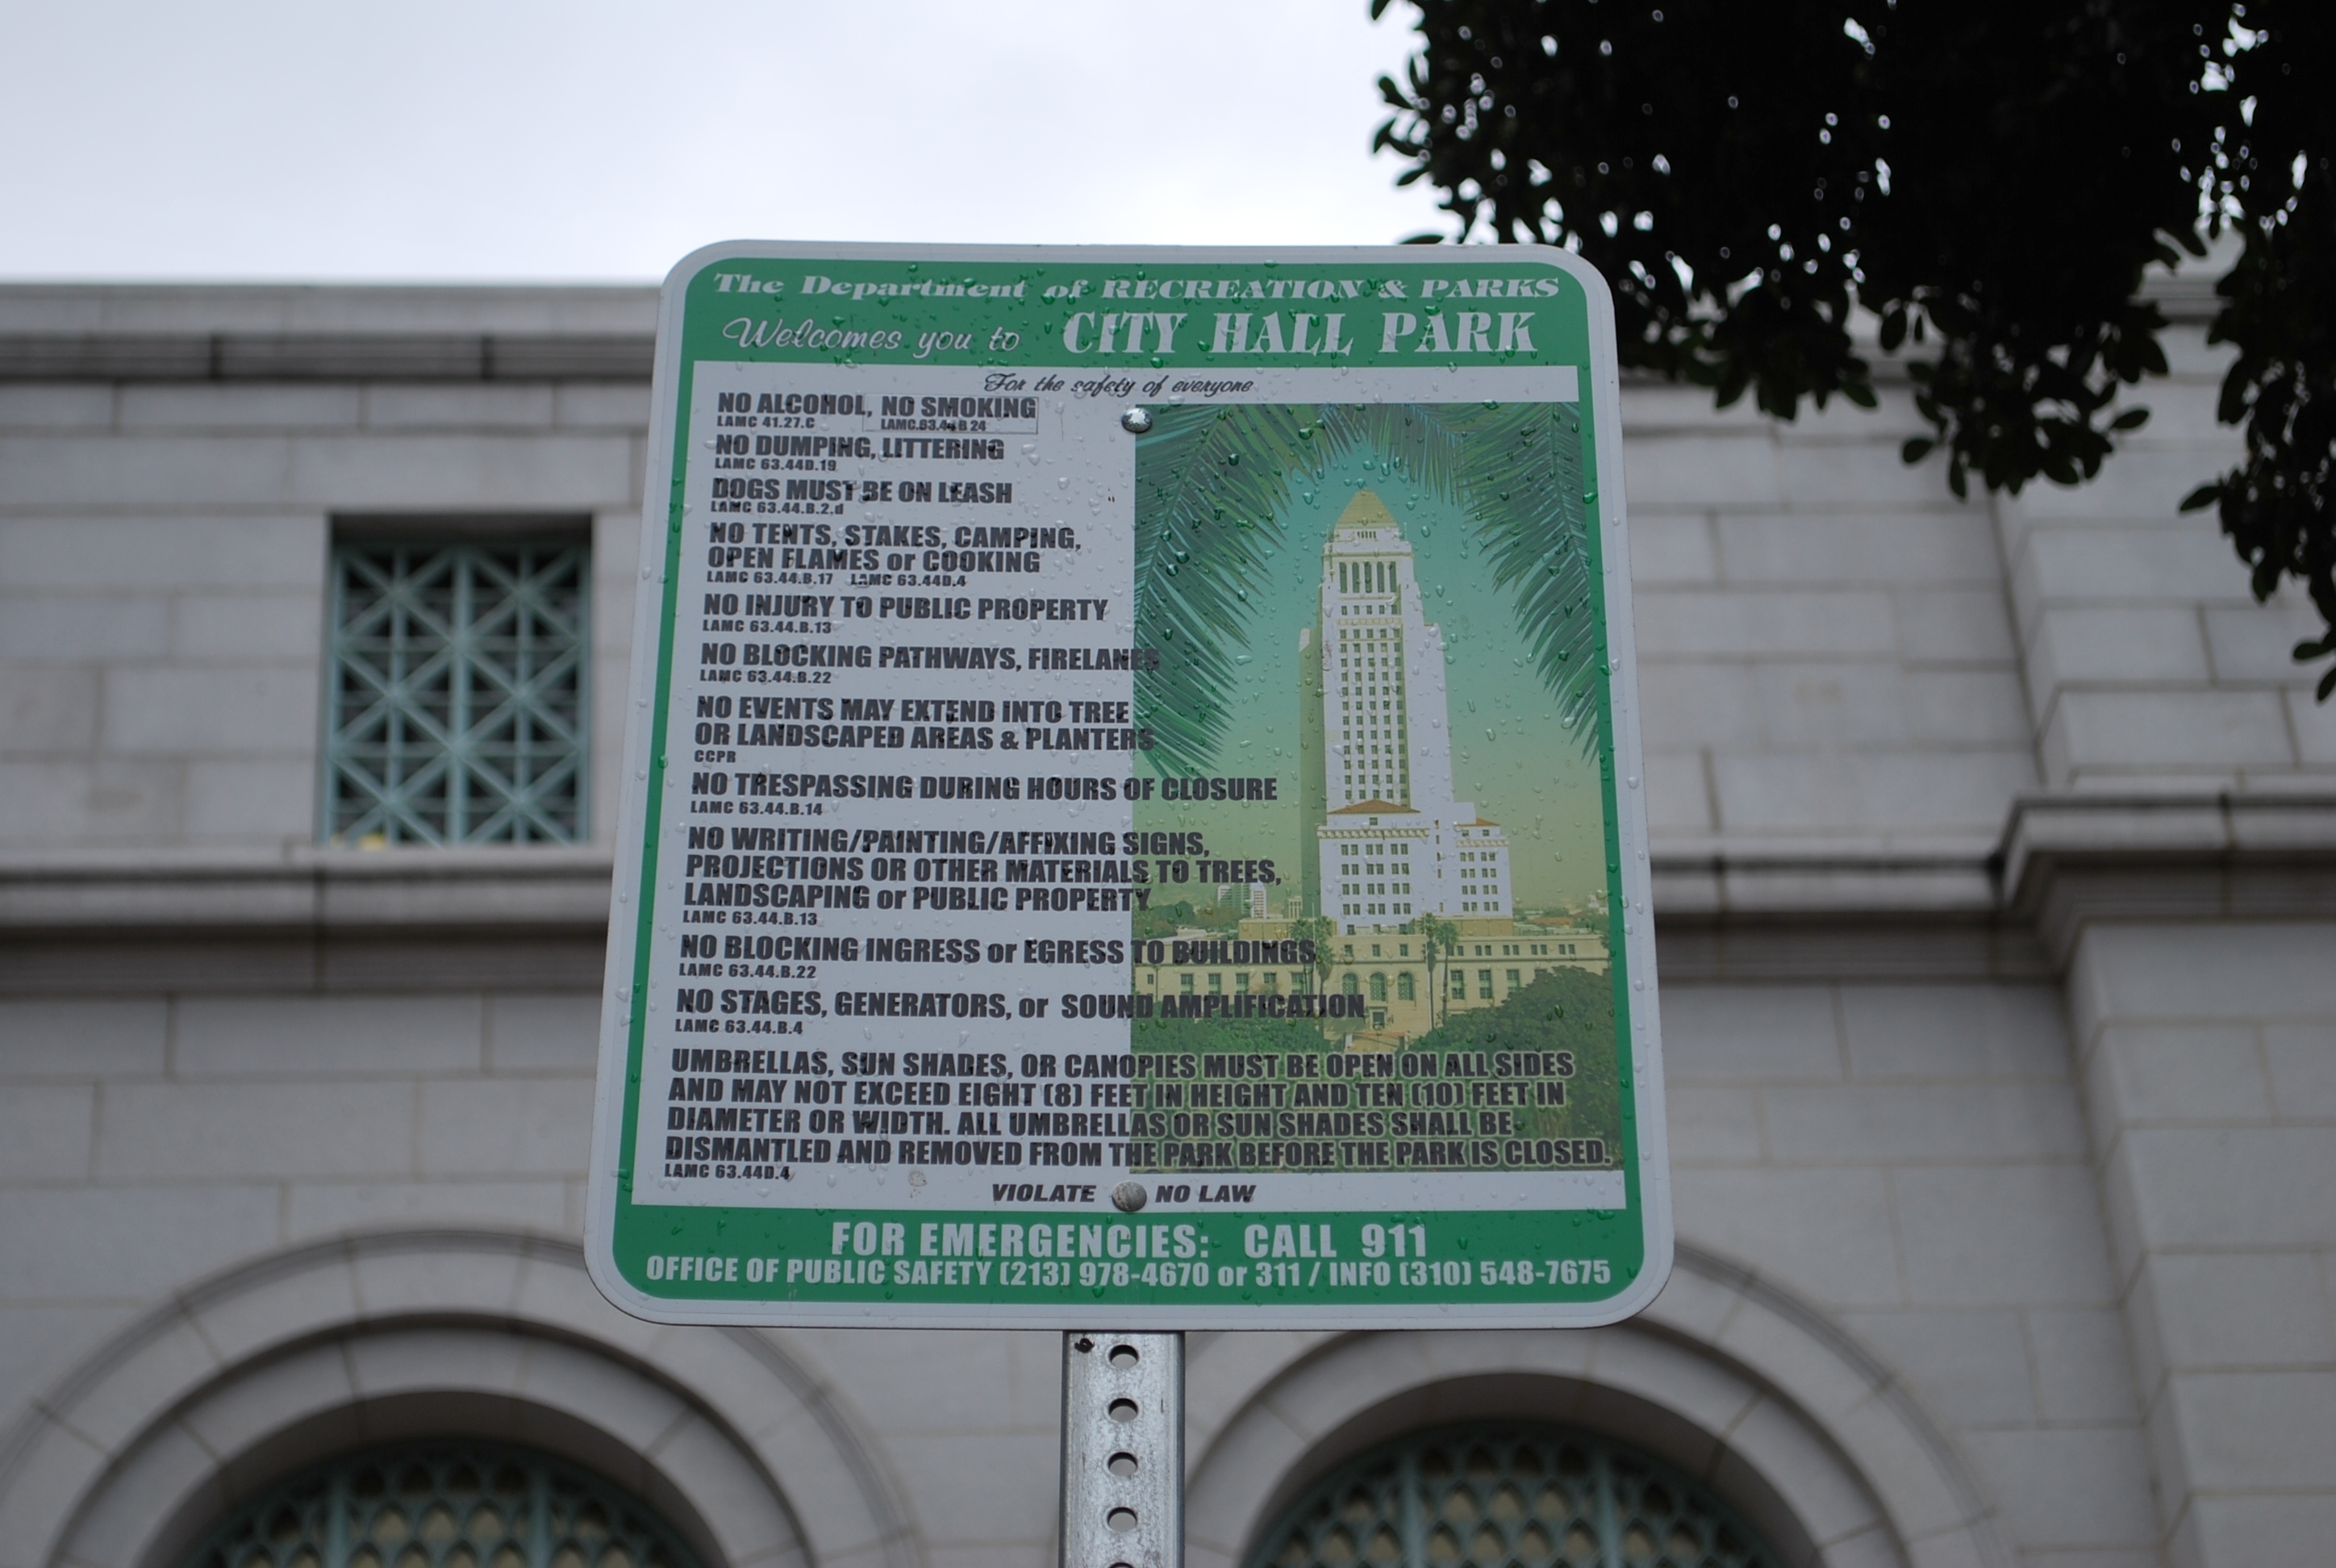 The Department of RECREATION & PARKS
Welcomes you to CITY HALL PARK
For the safety of everyone
NO ALCOHOL, NO SMOKING
LAMC 41.27.C LAMC.63.44B 24
NO DUMPING, LITTERING
LAMC 63.44D.19
DOGS MUST BE ON LEASH
LAMC 63.44.B.2.d
NO TENTS, STAKES, CAMPING,
OPEN FLAMES or COOKING
LAMC 63.44.B.17 LAMC 63.44D.4
NO INJURY TO PUBLIC PROPERTY
LAMC 63.44.B.13
NO BLOCKING PATHWAYS, FIRELANES
LAMC 63.44.B.22
NO EVENTS MAY EXTEND INTO TREE
OR LANDSCAPED AREAS & PLANTERS
CCPR
NO TRESPASSING DURING HOURS OF CLOSURE
LAMC 63.44.B.14
NO WRITING/PAINTING/AFFIXING SIGNS,
PROJECTIONS OR OTHER MATERIALS TO TREES,
LANDSCAPING or PUBLIC PROPERTY
LAMC 63.44.B.13
NO BLOCKING INGRESS or EGRESS TO BUILDINGS
LAMC 63.44.B.22
NO STAGES, GENERATORS, or SOUND AMPLIFICATION
LAMC 63.44.B.4
UMBRELLAS, SUN SHADES, OR CANOPIES MUST BE OPEN ON ALL SIDES
AND MAY NOT EXCEED EIGHT (8) FEET IN HEIGHT AND TEN (10) FEET IN
DIAMETER OR WIDTH. ALL UMBRELLAS OR SUN SHADES SHALL BE
DISMANTLED AND REMOVED FROM THE PARK BEFORE THE PARK IS CLOSED.
LAMC 63.44D.4
VIOLATE NO LAW
FOR EMERGENCIES: CALL 911
OFFICE OF PUBLIC SAFETY (213) 978-4670 or 311 / INFO (310) 548-7675